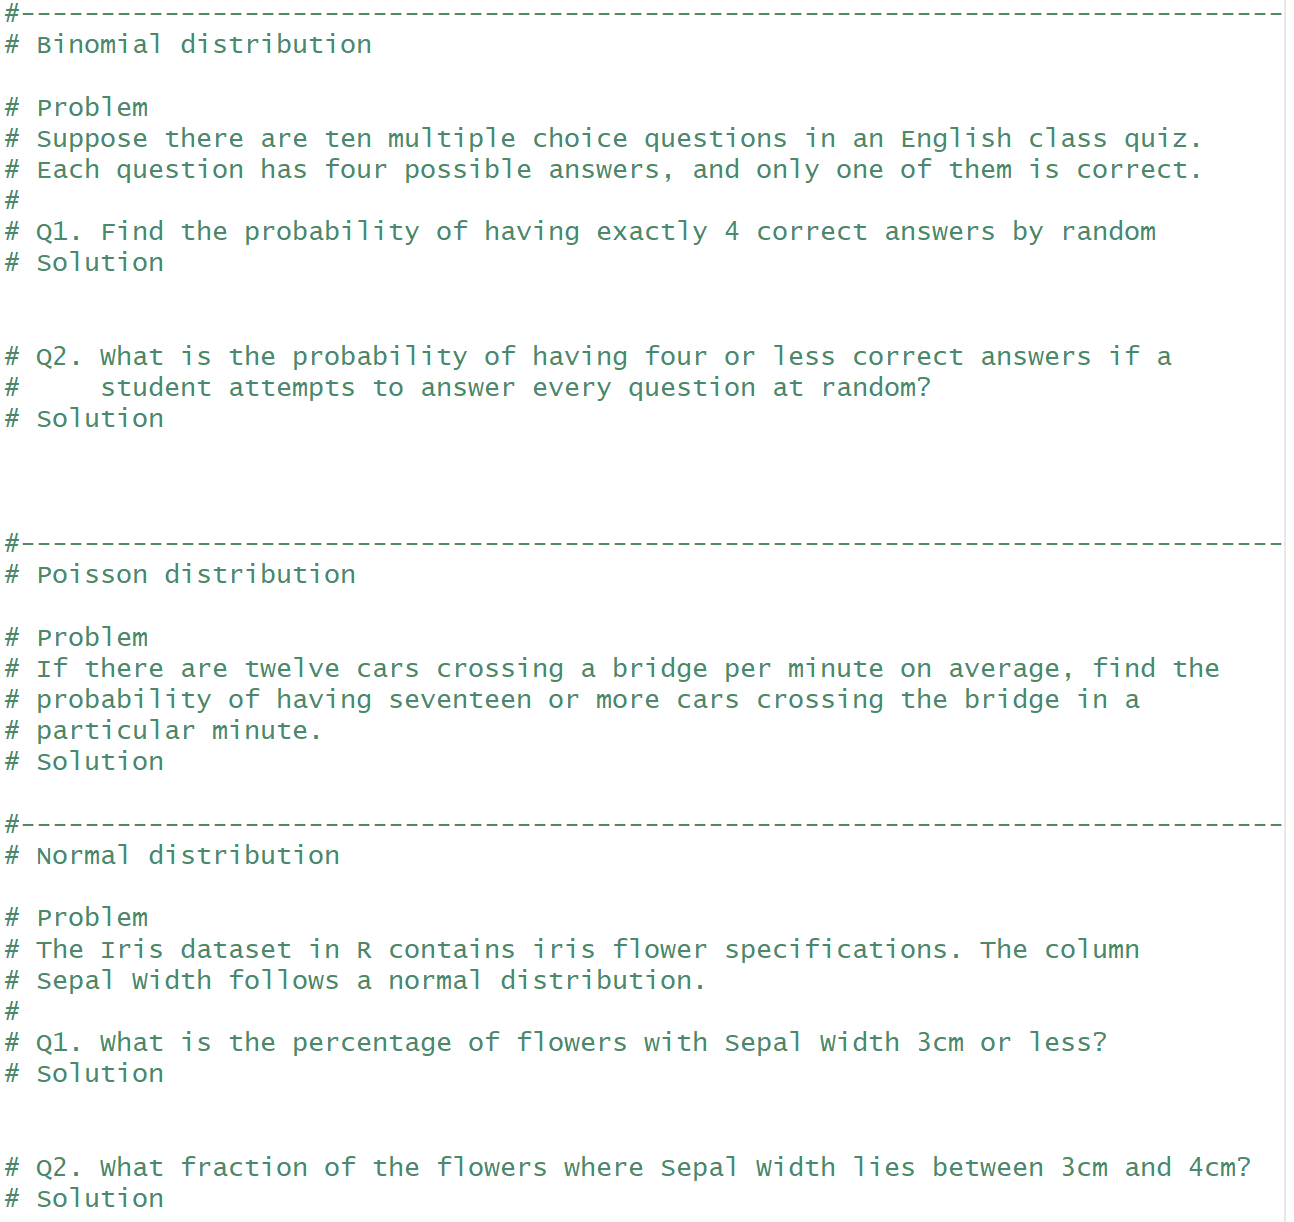 #-------------------------------------------------------------------------------
# Binomial distribution
# Problem
# Suppose there are ten multiple choice questions in an English class quiz.
# Each question has four possible answers, and only one of them is correct.
#
# Q1. Find the probability of having exactly 4 correct answers by random
# Solution
# Q2. What is the probability of having four or less correct answers if a
#     student attempts to answer every question at random?
# Solution
#-------------------------------------------------------------------------------
# Poisson distribution
# Problem
# If there are twelve cars crossing a bridge per minute on average, find the
# probability of having seventeen or more cars crossing the bridge in a
# particular minute.
# Solution
#-------------------------------------------------------------------------------
# Normal distribution
# Problem
# The Iris dataset in R contains iris flower specifications. The column
# Sepal Width follows a normal distribution.
#
# Q1. What is the percentage of flowers with Sepal Width 3cm or less?
# Solution
# Q2. What fraction of the flowers where Sepal Width lies between 3cm and 4cm?
# Solution